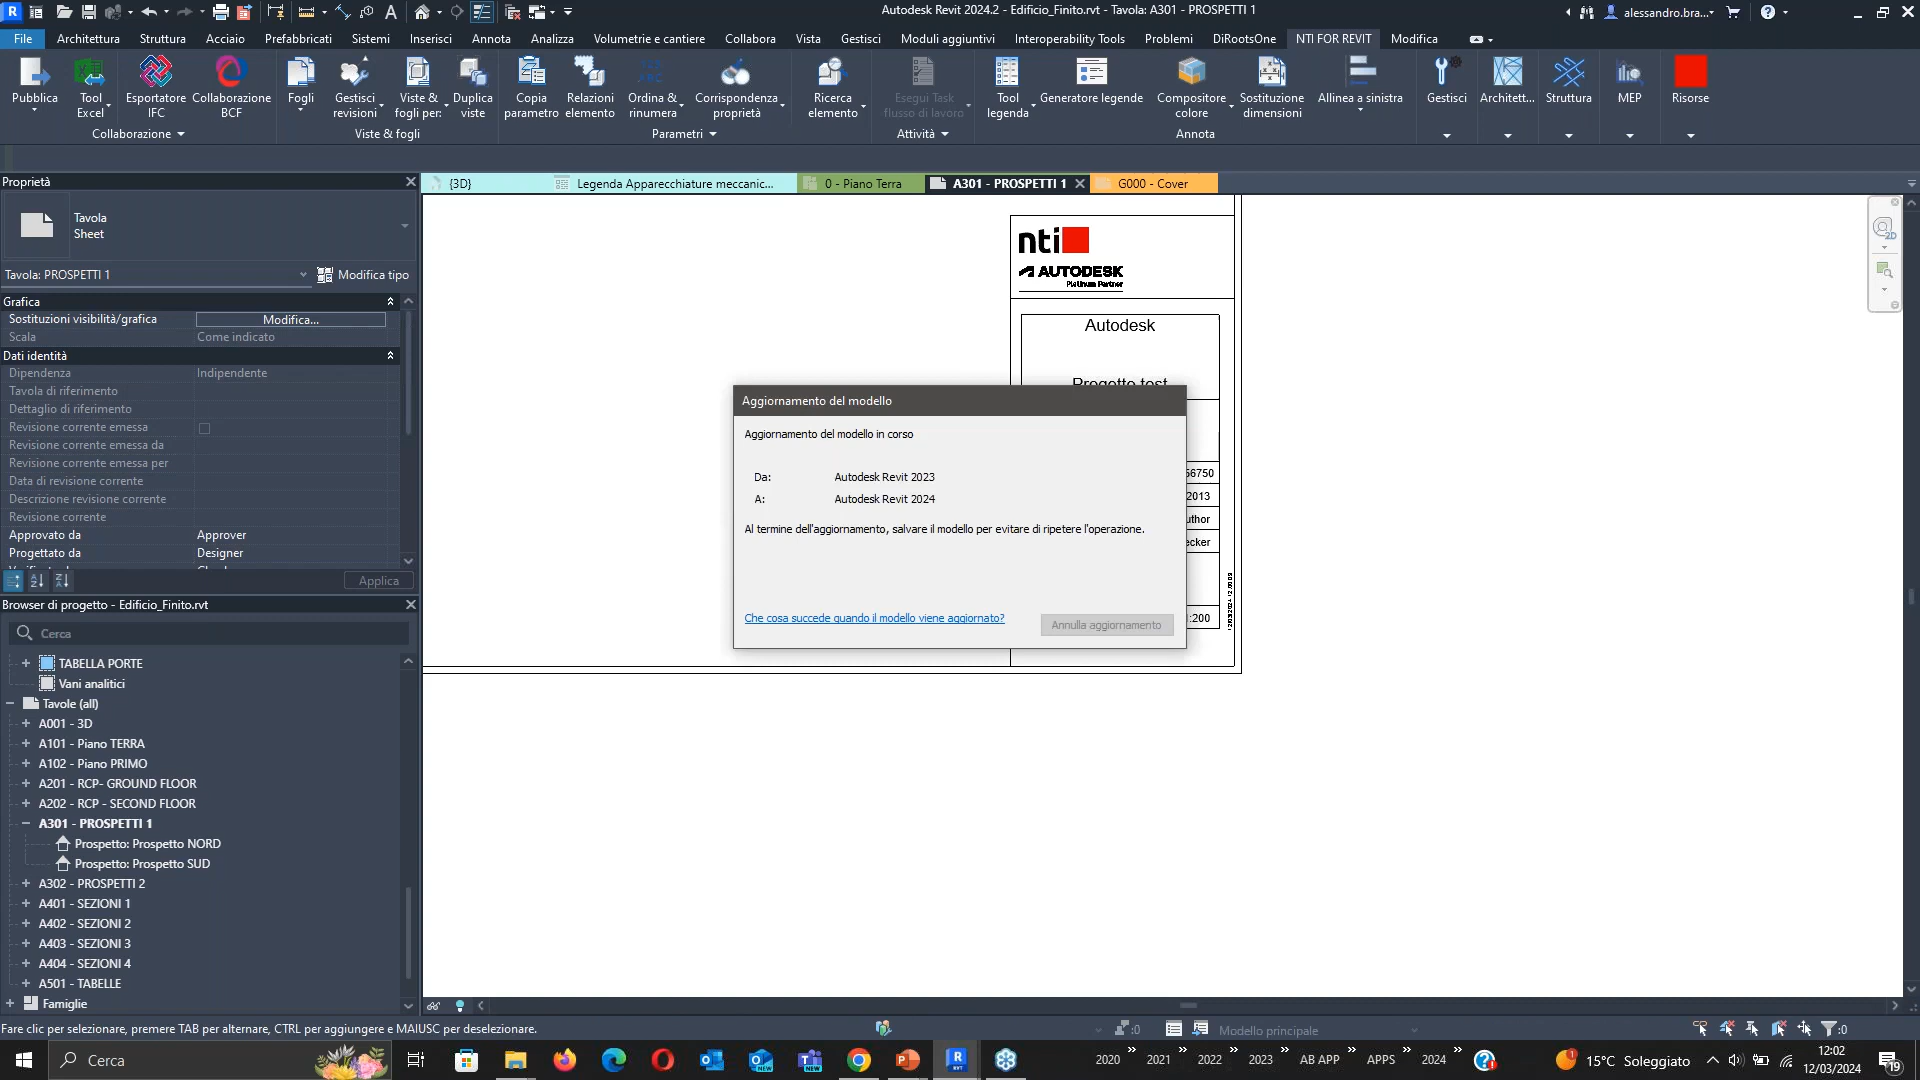 Autodesk Revit 2024.2 - Edificio_Finito.rvt - Tavola: A301 - PROSPETTI 1
alessandro.bra...
File
Architettura
Struttura
Acciaio
Prefabbricati
Sistemi
Inserisci
Annota
Analizza
Volumetrie e cantiere
Collabora
Vista
Gestisci
Moduli aggiuntivi
Interoperability Tools
Problemi
DiRootsOne
NTI FOR REVIT
Modifica
Pubblica
Tool
Excel
Esportatore
IFC
Collaborazione
BCF
Fogli
Gestisci
revisioni
Viste &
fogli per:
Duplica
viste
Copia
parametro
Relazioni
elemento
Ordina &
rinumera
Corrispondenza
proprietà
Ricerca
elemento
Esegui Task
flusso di lavoro
Tool
legenda
Generatore legende
Compositore
colore
Sostituzione
dimensioni
Allinea a sinistra
Gestisci
Architett...
Struttura
MEP
Risorse
Collaborazione
Viste & fogli
Parametri
Attività
Annota
Proprietà
{3D}
Legenda Apparecchiature meccanic...
0 - Piano Terra
A301 - PROSPETTI 1
G000 - Cover
Tavola
Sheet
Tavola: PROSPETTI 1
Modifica tipo
Grafica
Sostituzioni visibilità/grafica
Modifica...
Scala
Come indicato
Dati identità
Dipendenza
Indipendente
Tavola di riferimento
Dettaglio di riferimento
Revisione corrente emessa
Revisione corrente emessa da
Revisione corrente emessa per
Data di revisione corrente
Descrizione revisione corrente
Revisione corrente
Approvato da
Approver
Progettato da
Designer
Applica
Browser di progetto - Edificio_Finito.rvt
Cerca
TABELLA PORTE
Vani analitici
Tavole (all)
A001 - 3D
A101 - Piano TERRA
A102 - Piano PRIMO
A201 - RCP- GROUND FLOOR
A202 - RCP - SECOND FLOOR
A301 - PROSPETTI 1
Prospetto: Prospetto NORD
Prospetto: Prospetto SUD
A302 - PROSPETTI 2
A401 - SEZIONI 1
A402 - SEZIONI 2
A403 - SEZIONI 3
A404 - SEZIONI 4
A501 - TABELLE
Famiglie
nti
AUTODESK
Platinum Partner
Autodesk
Progetto test
66750
2013
uthor
ecker
:200
2D
Aggiornamento del modello
Aggiornamento del modello in corso
Da:
Autodesk Revit 2023
A:
Autodesk Revit 2024
Al termine dell'aggiornamento, salvare il modello per evitare di ripetere l'operazione.
Che cosa succede quando il modello viene aggiornato?
Annulla aggiornamento
Fare clic per selezionare, premere TAB per alternare, CTRL per aggiungere e MAIUSC per deselezionare.
:0
Modello principale
:0
Cerca
2020
2021
2022
2023
AB APP
APPS
2024
1
15°C Soleggiato
12:02
12/03/2024
19